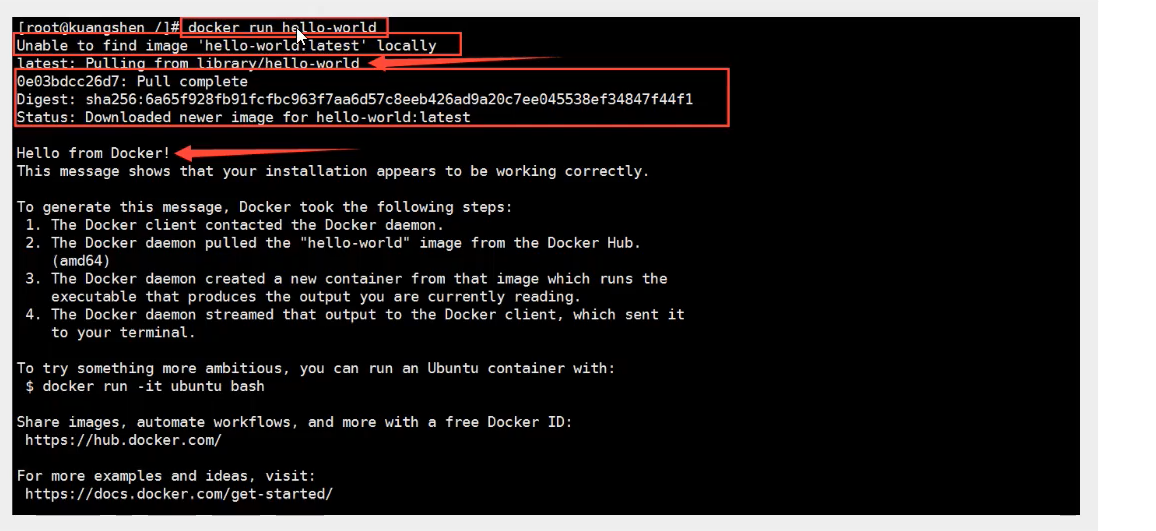 [root@kuangshen /]# docker run hello-world
Unable to find image 'hello-world:latest' locally
latest: Pulling from library/hello-world
0e03bdcc26d7: Pull complete
Digest: sha256:6a65f928fb91fcfbc963f7aa6d57c8eeb426ad9a20c7ee045538ef34847f44f1
Status: Downloaded newer image for hello-world:latest
Hello from Docker!
This message shows that your installation appears to be working correctly.
To generate this message, Docker took the following steps:
1. The Docker client contacted the Docker daemon.
2. The Docker daemon pulled the "hello-world" image from the Docker Hub.
(amd64)
3. The Docker daemon created a new container from that image which runs the
executable that produces the output you are currently reading.
4. The Docker daemon streamed that output to the Docker client, which sent it
to your terminal.
To try something more ambitious, you can run an Ubuntu container with:
$ docker run -it ubuntu bash
Share images, automate workflows, and more with a free Docker ID:
https://hub.docker.com/
For more examples and ideas, visit:
https://docs.docker.com/get-started/